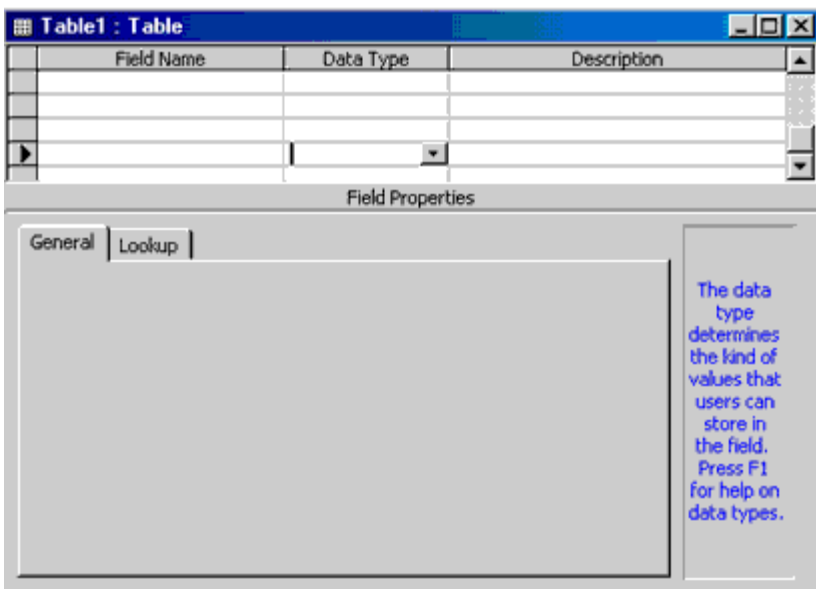 Table1 : Table
Field Name Data Type Description
Field Properties
General Lookup
The data
type
determines
the kind of
values that
users can
store in
the field.
Press F1
for help on
data types.